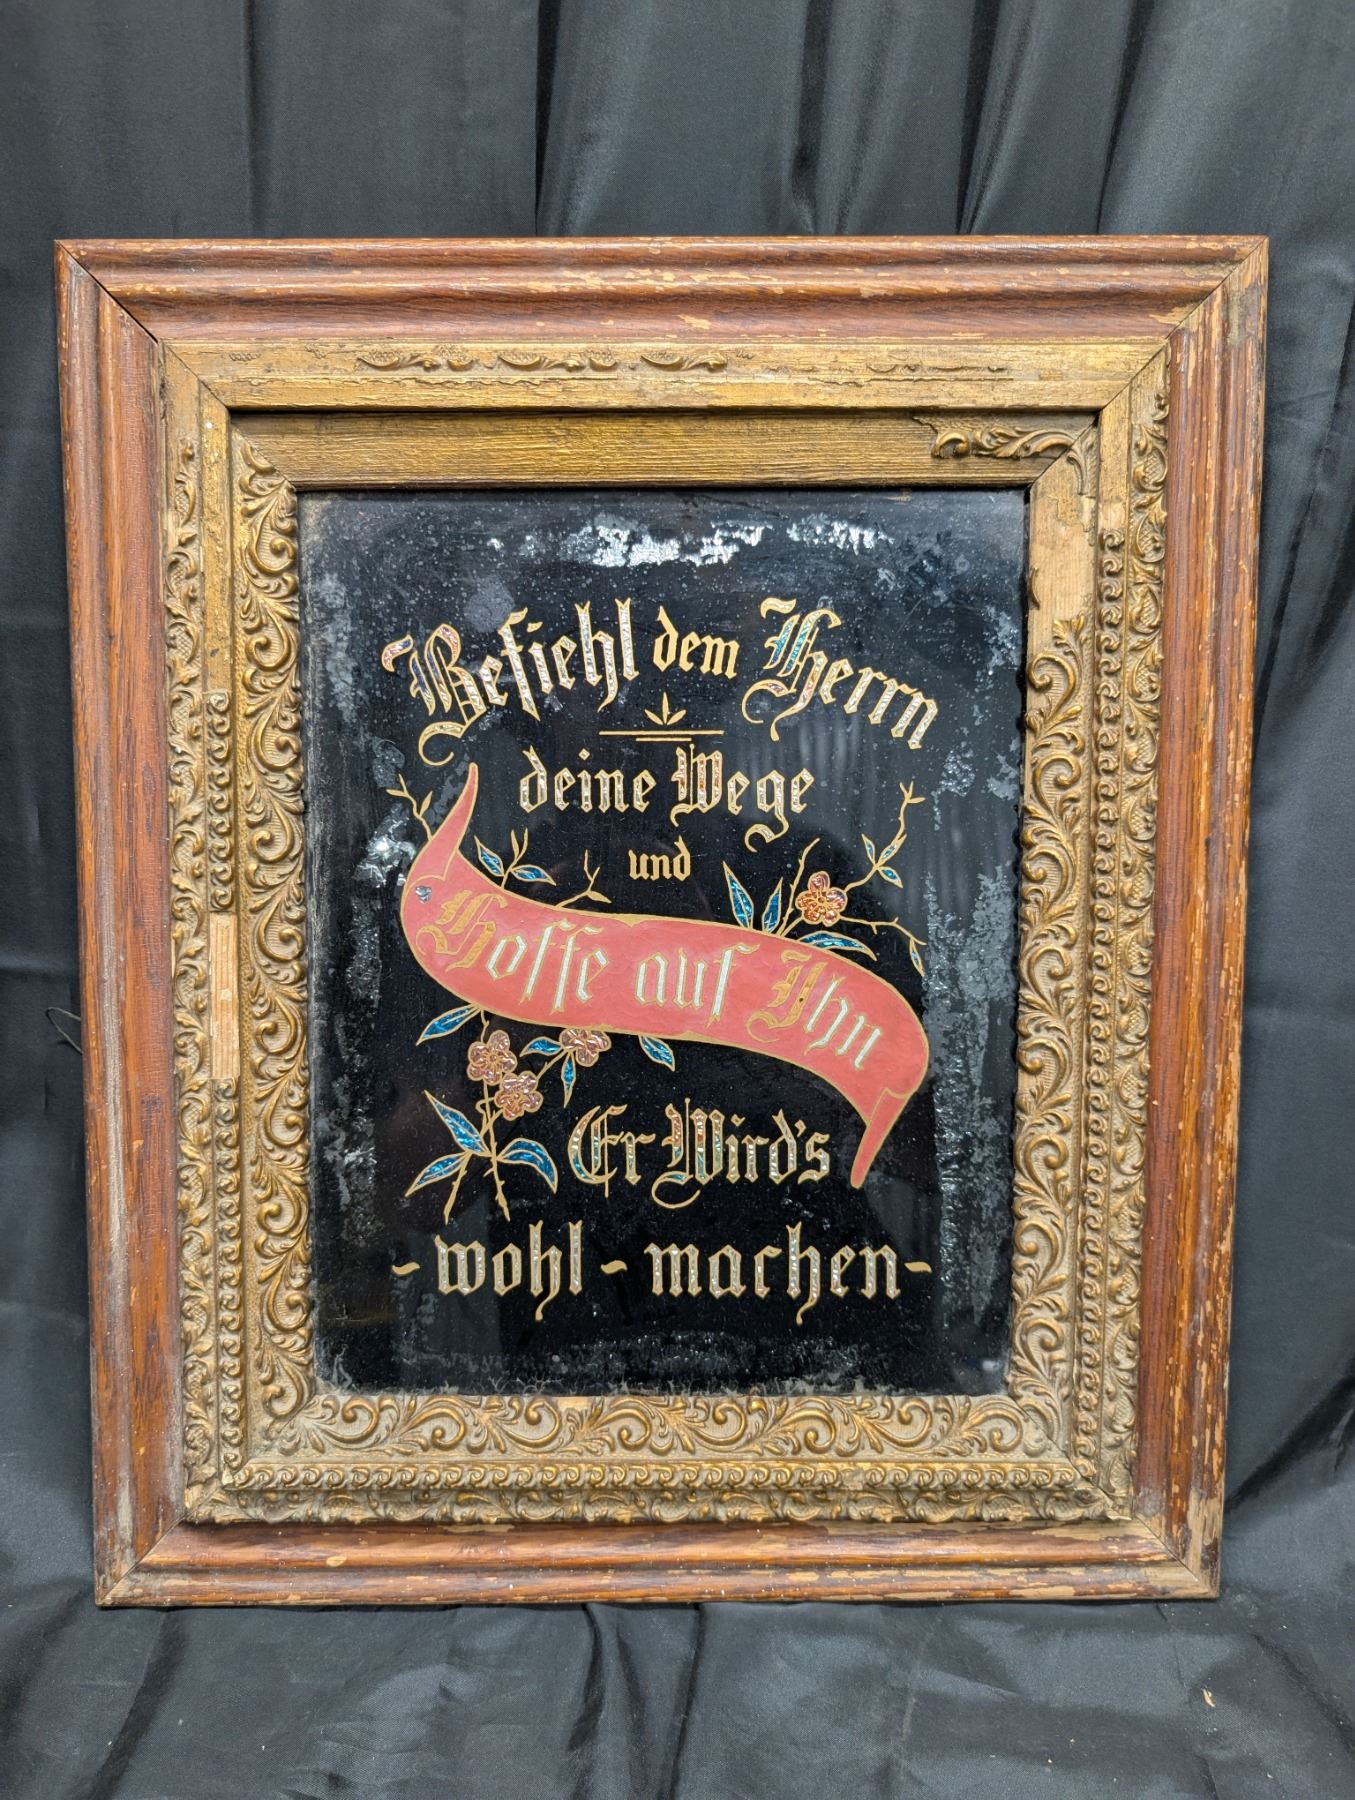 Befiehl dem Herrn
deine Wege
und
Hoffe auf Ihn
Er Wird's
- wohl - machen -